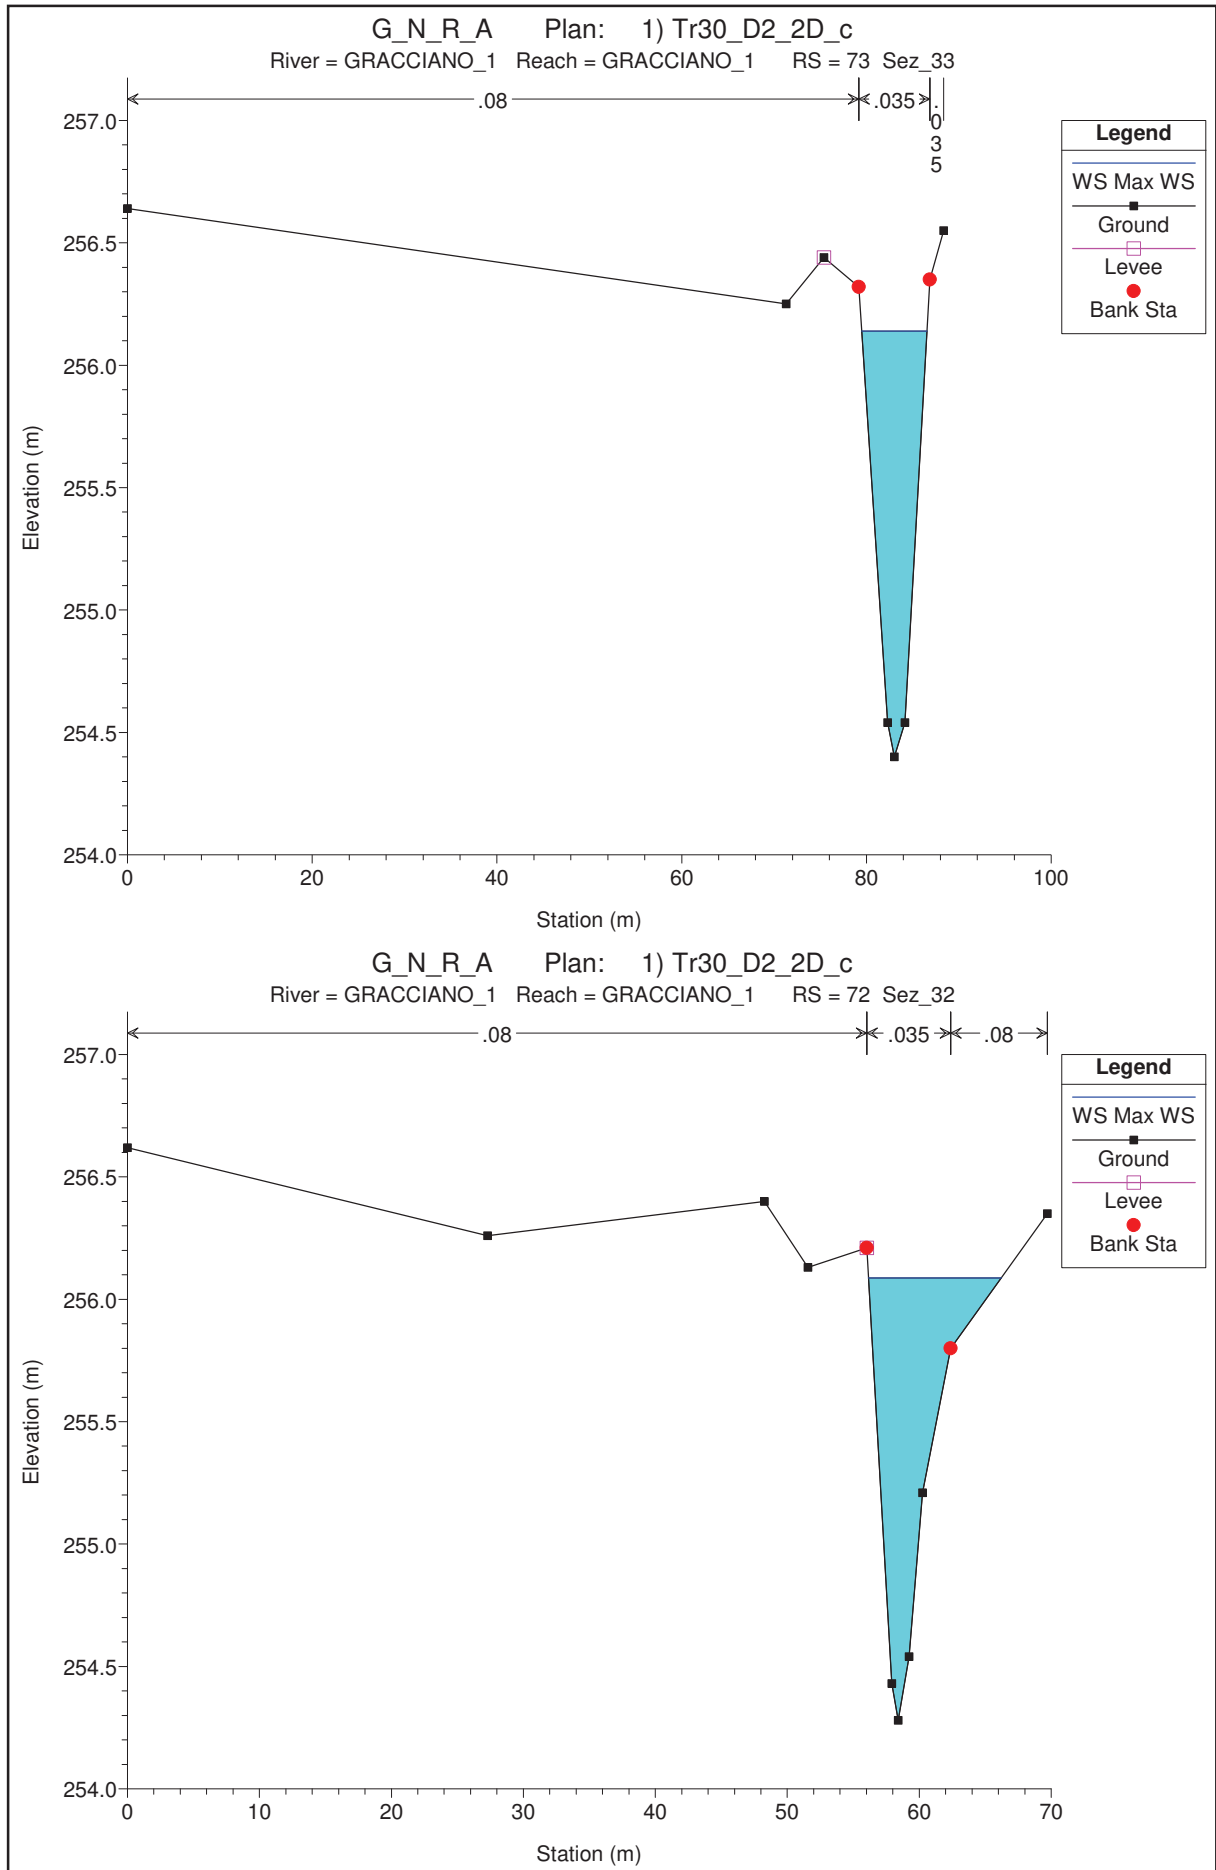 G_N_R_A Plan: 1) Tr30_D2_2D_c
River = GRACCIANO_1 Reach = GRACCIANO_1 RS = 73 Sez_33
.08
.035
.035
257.0
256.5
256.0
255.5
255.0
254.5
254.0
Elevation (m)
0 20 40 60 80 100
Station (m)
Legend
WS Max WS
Ground
Levee
Bank Sta
G_N_R_A Plan: 1) Tr30_D2_2D_c
River = GRACCIANO_1 Reach = GRACCIANO_1 RS = 72 Sez_32
.08
.035
.08
257.0
256.5
256.0
255.5
255.0
254.5
254.0
Elevation (m)
0 10 20 30 40 50 60 70
Station (m)
Legend
WS Max WS
Ground
Levee
Bank Sta